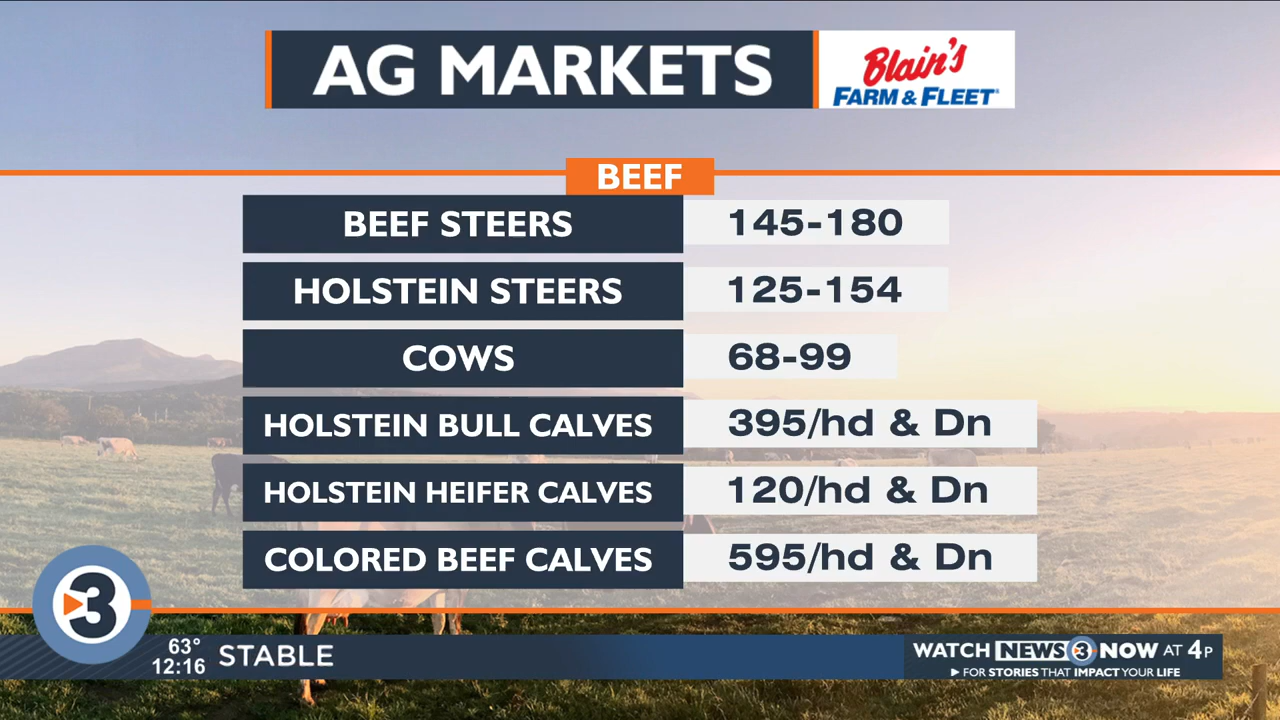 AG MARKETS
Blain's
FARM & FLEET®
BEEF
BEEF STEERS 145-180
HOLSTEIN STEERS 125-154
COWS 68-99
HOLSTEIN BULL CALVES 395/hd & Dn
HOLSTEIN HEIFER CALVES 120/hd & Dn
COLORED BEEF CALVES 595/hd & Dn
3
63°
12:16
STABLE
WATCH NEWS 3 NOW AT 4P
▶ FOR STORIES THAT IMPACT YOUR LIFE